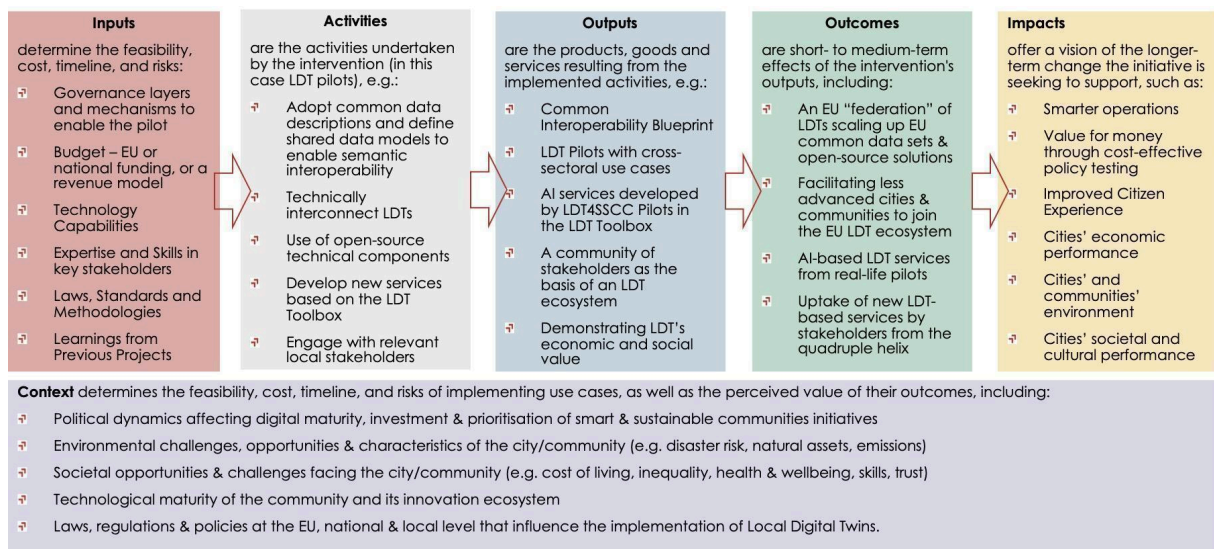 Inputs
determine the feasibility,
cost, timeline, and risks:
Governance layers
and mechanisms to
enable the pilot
Budget – EU or
national funding, or a
revenue model
Technology
Capabilities
Expertise and Skills in
key stakeholders
Laws, Standards and
Methodologies
Learnings from
Previous Projects
Activities
are the activities undertaken
by the intervention (in this
case LDT pilots), e.g.:
Adopt common data
descriptions and define
shared data models to
enable semantic
interoperability
Technically
interconnect LDTs
Use of open-source
technical components
Develop new services
based on the LDT
Toolbox
Engage with relevant
local stakeholders
Outputs
are the products, goods and
services resulting from the
implemented activities, e.g.:
Common
Interoperability Blueprint
LDT Pilots with cross-
sectoral use cases
AI services developed
by LDT4SSCC Pilots in
the LDT Toolbox
A community of
stakeholders as the
basis of an LDT
ecosystem
Demonstrating LDT's
economic and social
value
Outcomes
are short- to medium-term
effects of the intervention's
outputs, including:
An EU “federation” of
LDTs scaling up EU
common data sets &
open-source solutions
Facilitating less
advanced cities &
communities to join
the EU LDT ecosystem
AI-based LDT services
from real-life pilots
Uptake of new LDT-
based services by
stakeholders from the
quadruple helix
Impacts
offer a vision of the longer-
term change the initiative is
seeking to support, such as:
Smarter operations
Value for money
through cost-effective
policy testing
Improved Citizen
Experience
Cities' economic
performance
Cities' and
communities'
environment
Cities' societal and
cultural performance
Context determines the feasibility, cost, timeline, and risks of implementing use cases, as well as the perceived value of their outcomes, including:
Political dynamics affecting digital maturity, investment & prioritisation of smart & sustainable communities initiatives
Environmental challenges, opportunities & characteristics of the city/community (e.g. disaster risk, natural assets, emissions)
Societal opportunities & challenges facing the city/community (e.g. cost of living, inequality, health & wellbeing, skills, trust)
Technological maturity of the community and its innovation ecosystem
Laws, regulations & policies at the EU, national & local level that influence the implementation of Local Digital Twins.